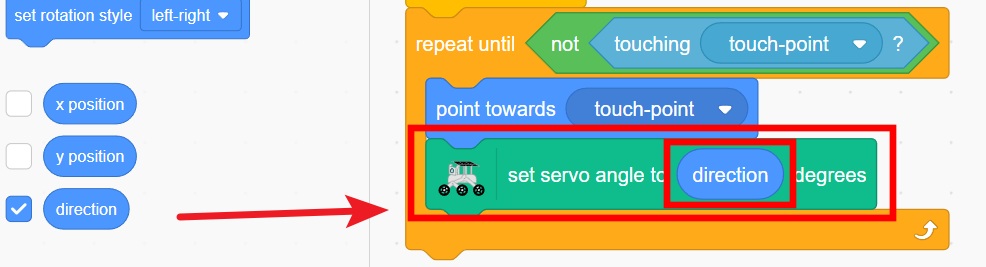 set rotation style left-right
x position
y position
direction
repeat until not touching touch-point ?
point towards touch-point
set servo angle to direction degrees